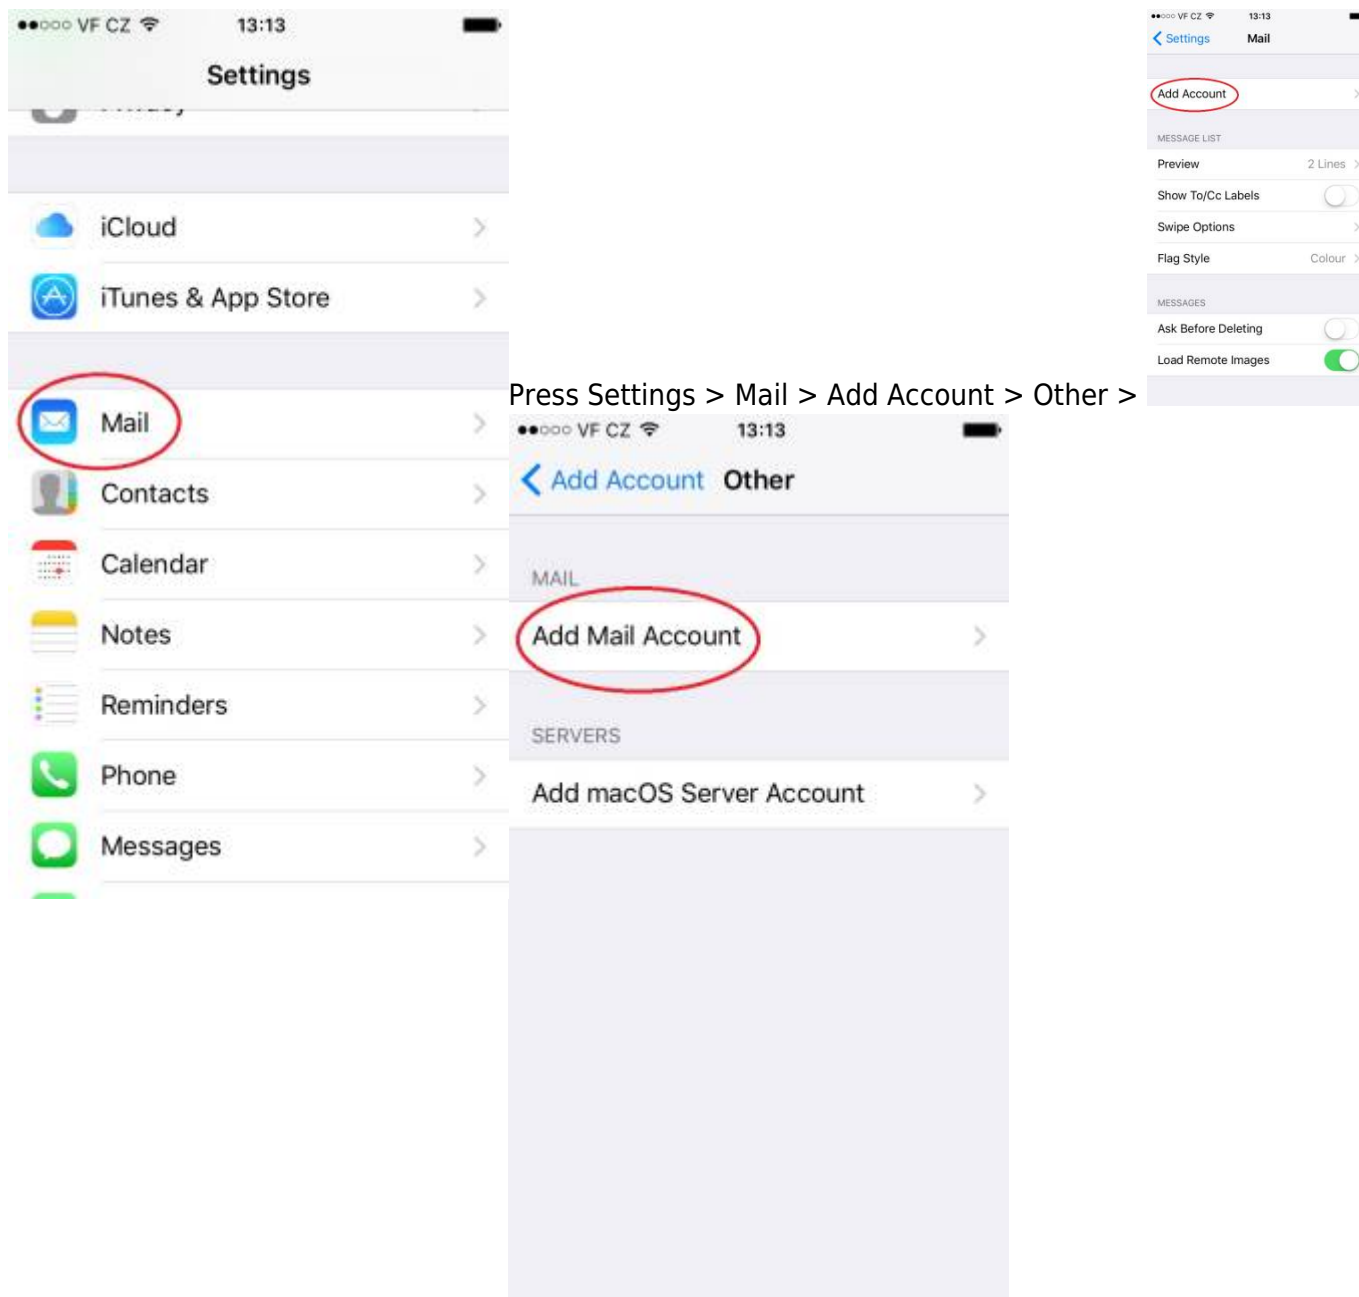 VF CZ 13:13
Settings
Privacy
iCloud
iTunes & App Store
Mail
Contacts
Calendar
Notes
Reminders
Phone
Messages
Press Settings > Mail > Add Account > Other >
VF CZ 13:13
Settings Mail
Add Account
MESSAGE LIST
Preview 2 Lines
Show To/Cc Labels
Swipe Options
Flag Style Colour
MESSAGES
Ask Before Deleting
Load Remote Images
VF CZ 13:13
Add Account Other
MAIL
Add Mail Account
SERVERS
Add macOS Server Account